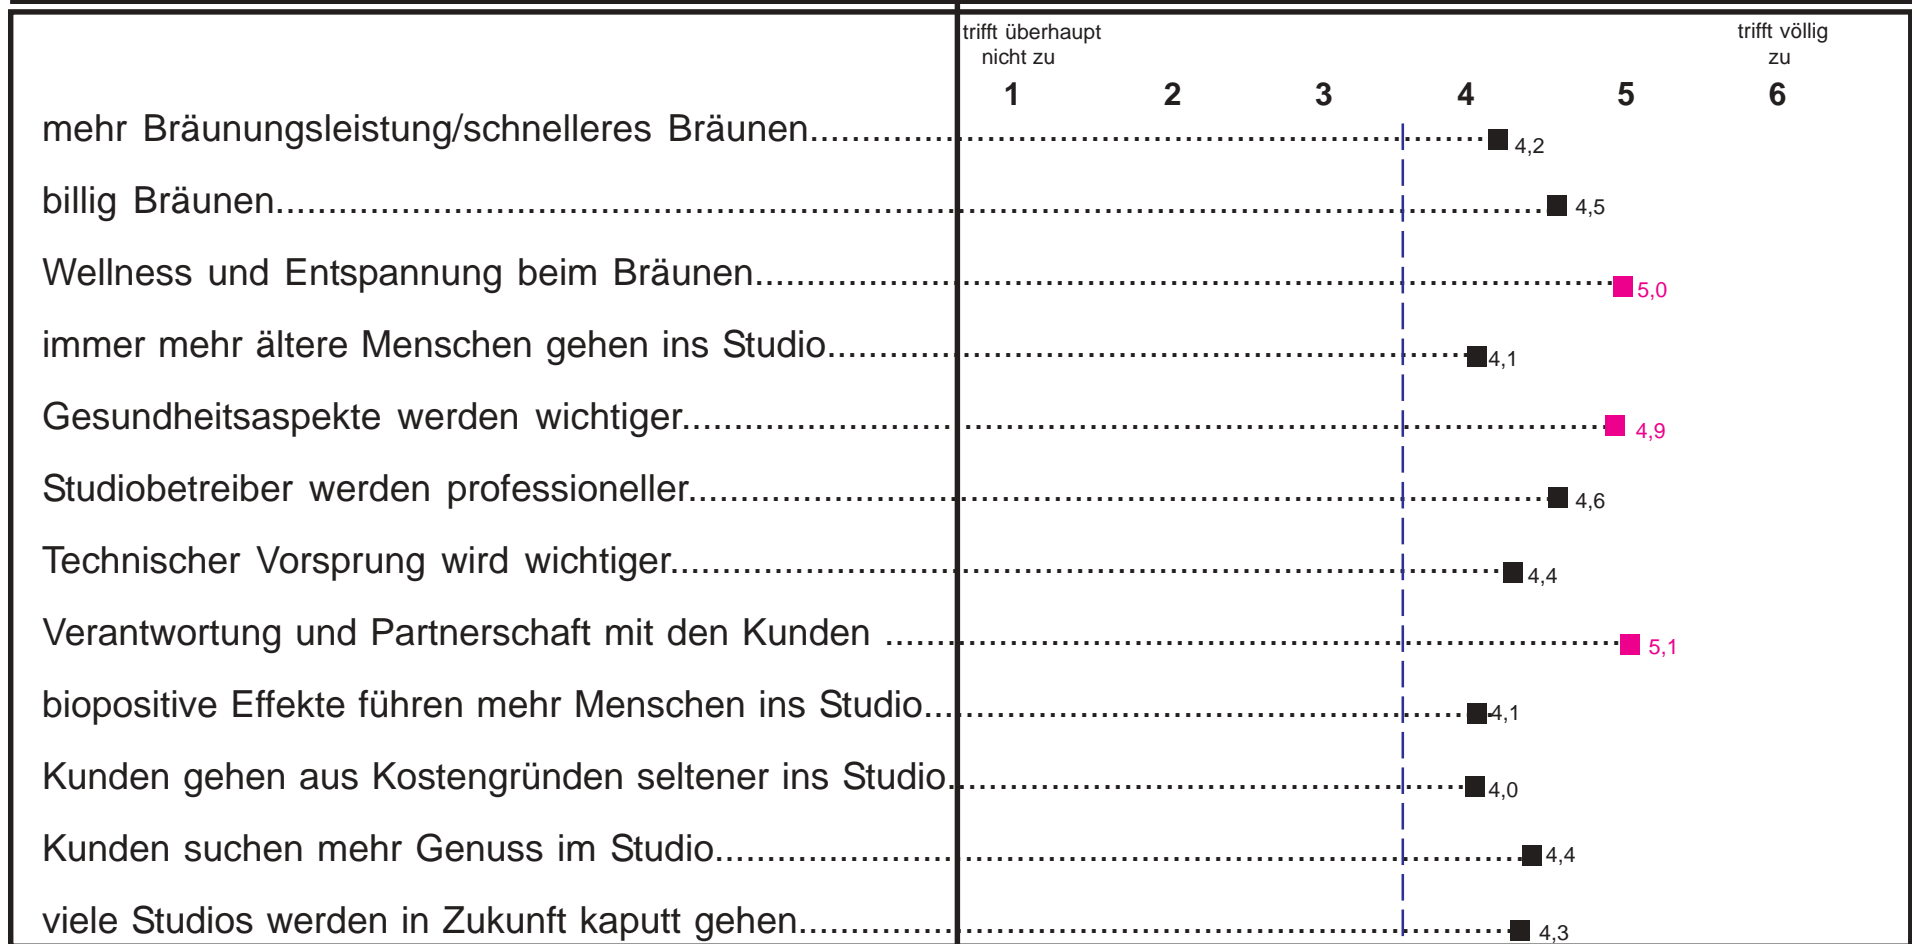 trifft überhaupt nicht zu
trifft völlig zu
1 2 3 4 5 6
mehr Bräunungsleistung/schnelleres Bräunen 4,2
billig Bräunen 4,5
Wellness und Entspannung beim Bräunen 5,0
immer mehr ältere Menschen gehen ins Studio 4,1
Gesundheitsaspekte werden wichtiger 4,9
Studiobetreiber werden professioneller 4,6
Technischer Vorsprung wird wichtiger 4,4
Verantwortung und Partnerschaft mit den Kunden 5,1
biopositive Effekte führen mehr Menschen ins Studio 4,1
Kunden gehen aus Kostengründen seltener ins Studio 4,0
Kunden suchen mehr Genuss im Studio 4,4
viele Studios werden in Zukunft kaputt gehen 4,3